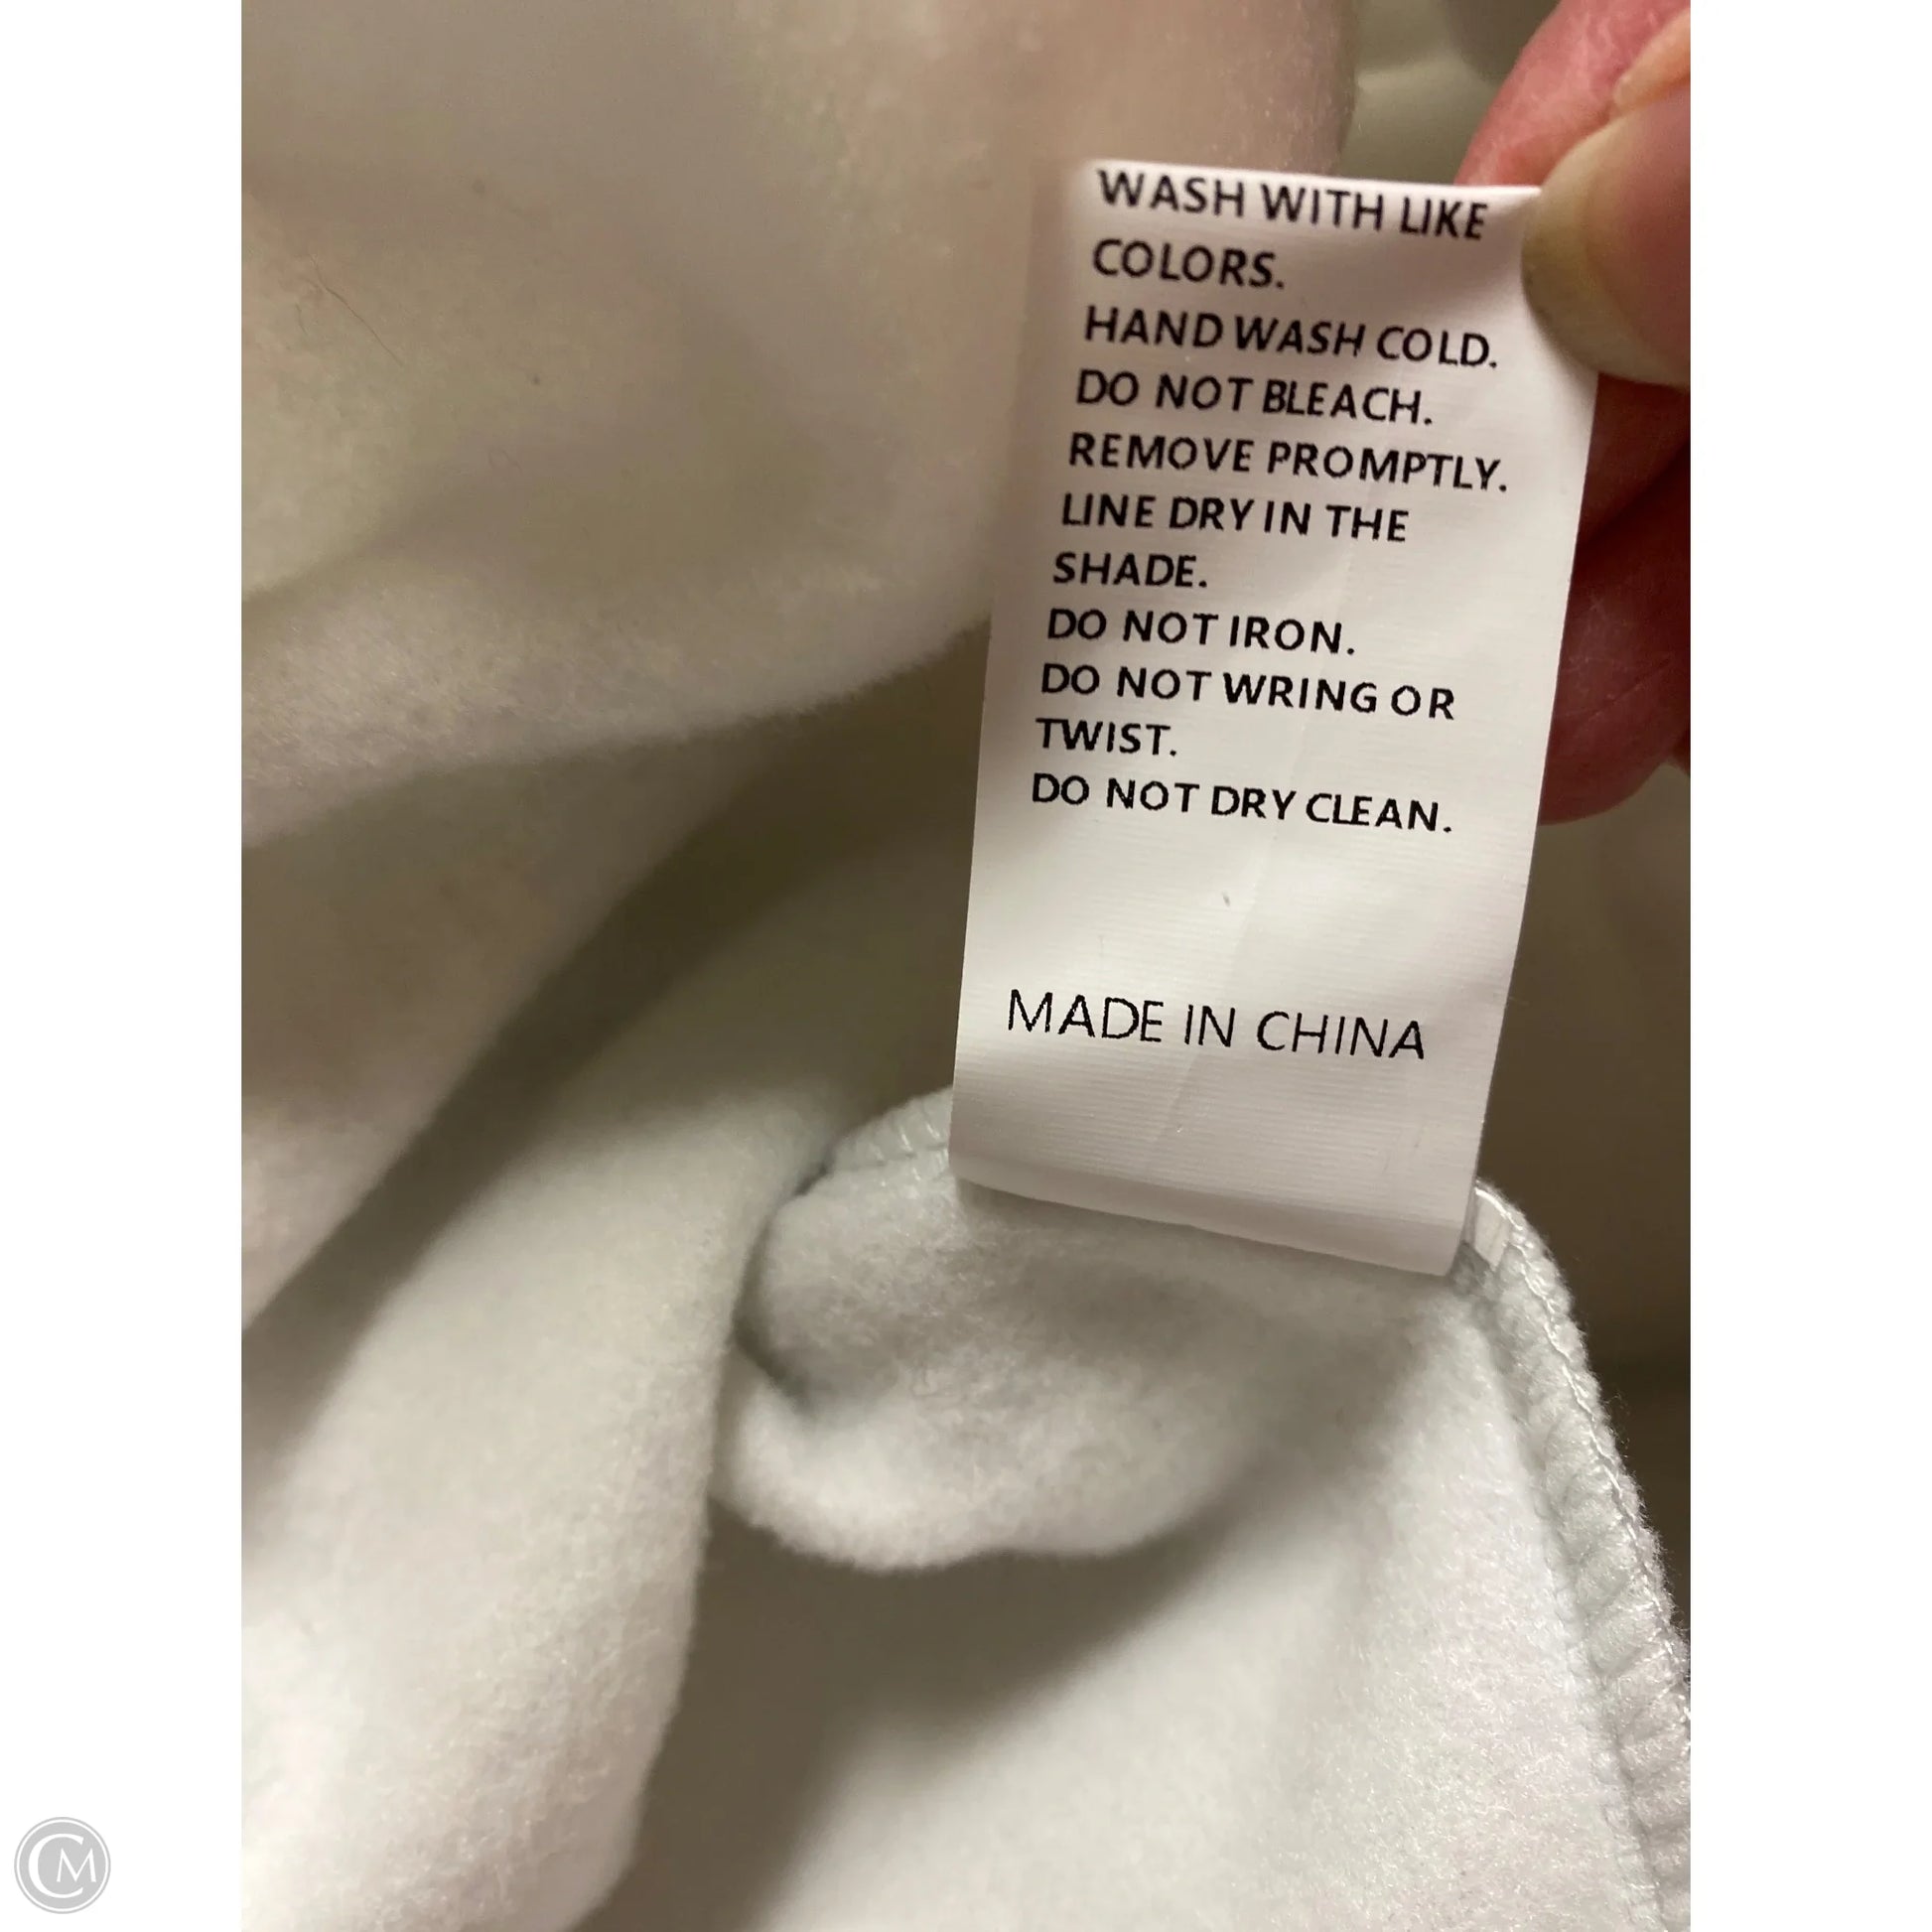 WASH WITH LIKE
COLORS.
HAND WASH COLD.
DO NOT BLEACH.
REMOVE PROMPTLY.
LINE DRY IN THE
SHADE.
DO NOT IRON.
DO NOT WRING OR
TWIST.
DO NOT DRY CLEAN.
MADE IN CHINA
CM